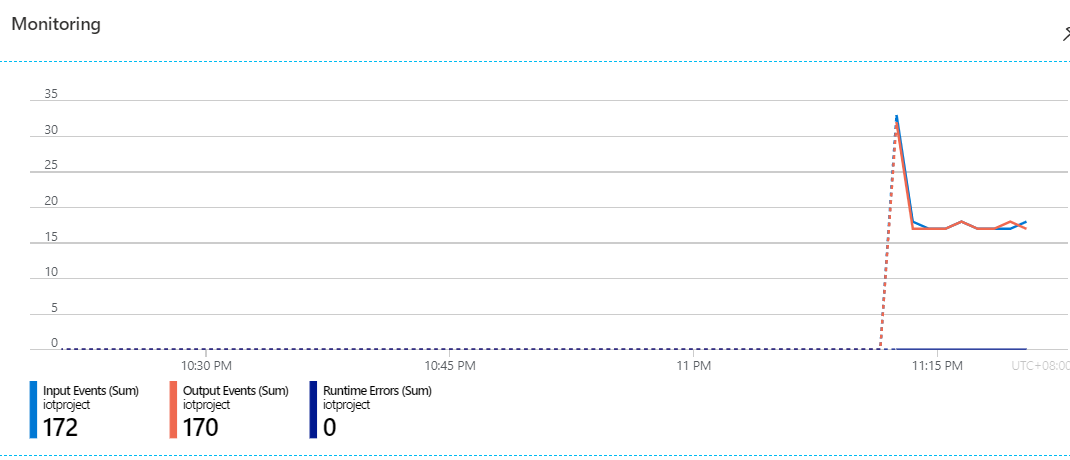 Monitoring
35
30
25
20
15
10
5
0
10:30 PM 10:45 PM 11 PM 11:15 PM UTC+08:00
Input Events (Sum) Output Events (Sum) Runtime Errors (Sum)
iotproject iotproject iotproject
172 170 0